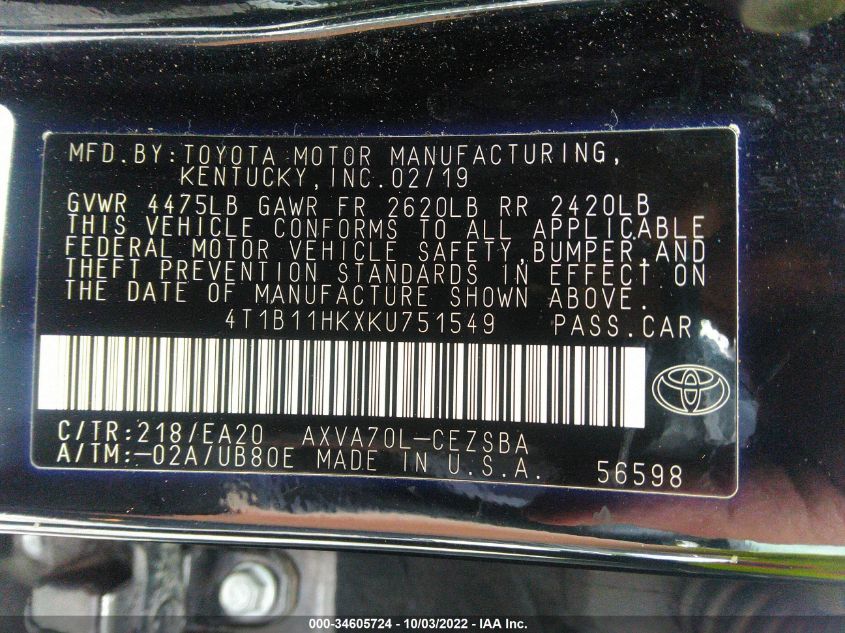 MFD.BY:TOYOTA MOTOR MANUFACTURING,
KENTUCKY,INC.02/19
GVWR 4475LB GAWR FR 2620LB RR 2420LB
THIS VEHICLE CONFORMS TO ALL APPLICABLE
FEDERAL MOTOR VEHICLE SAFETY,BUMPER,AND
THEFT PREVENTION STANDARDS IN EFFECT ON
THE DATE OF MANUFACTURE SHOWN ABOVE.
4T1B11HKXKU751549 PASS.CAR
C/TR:218/EA20 AXVA70L-CEZSBA
A/TM:-02A/UB80E MADE IN U.S.A. 56598
000-34605724 - 10/03/2022 - IAA Inc.